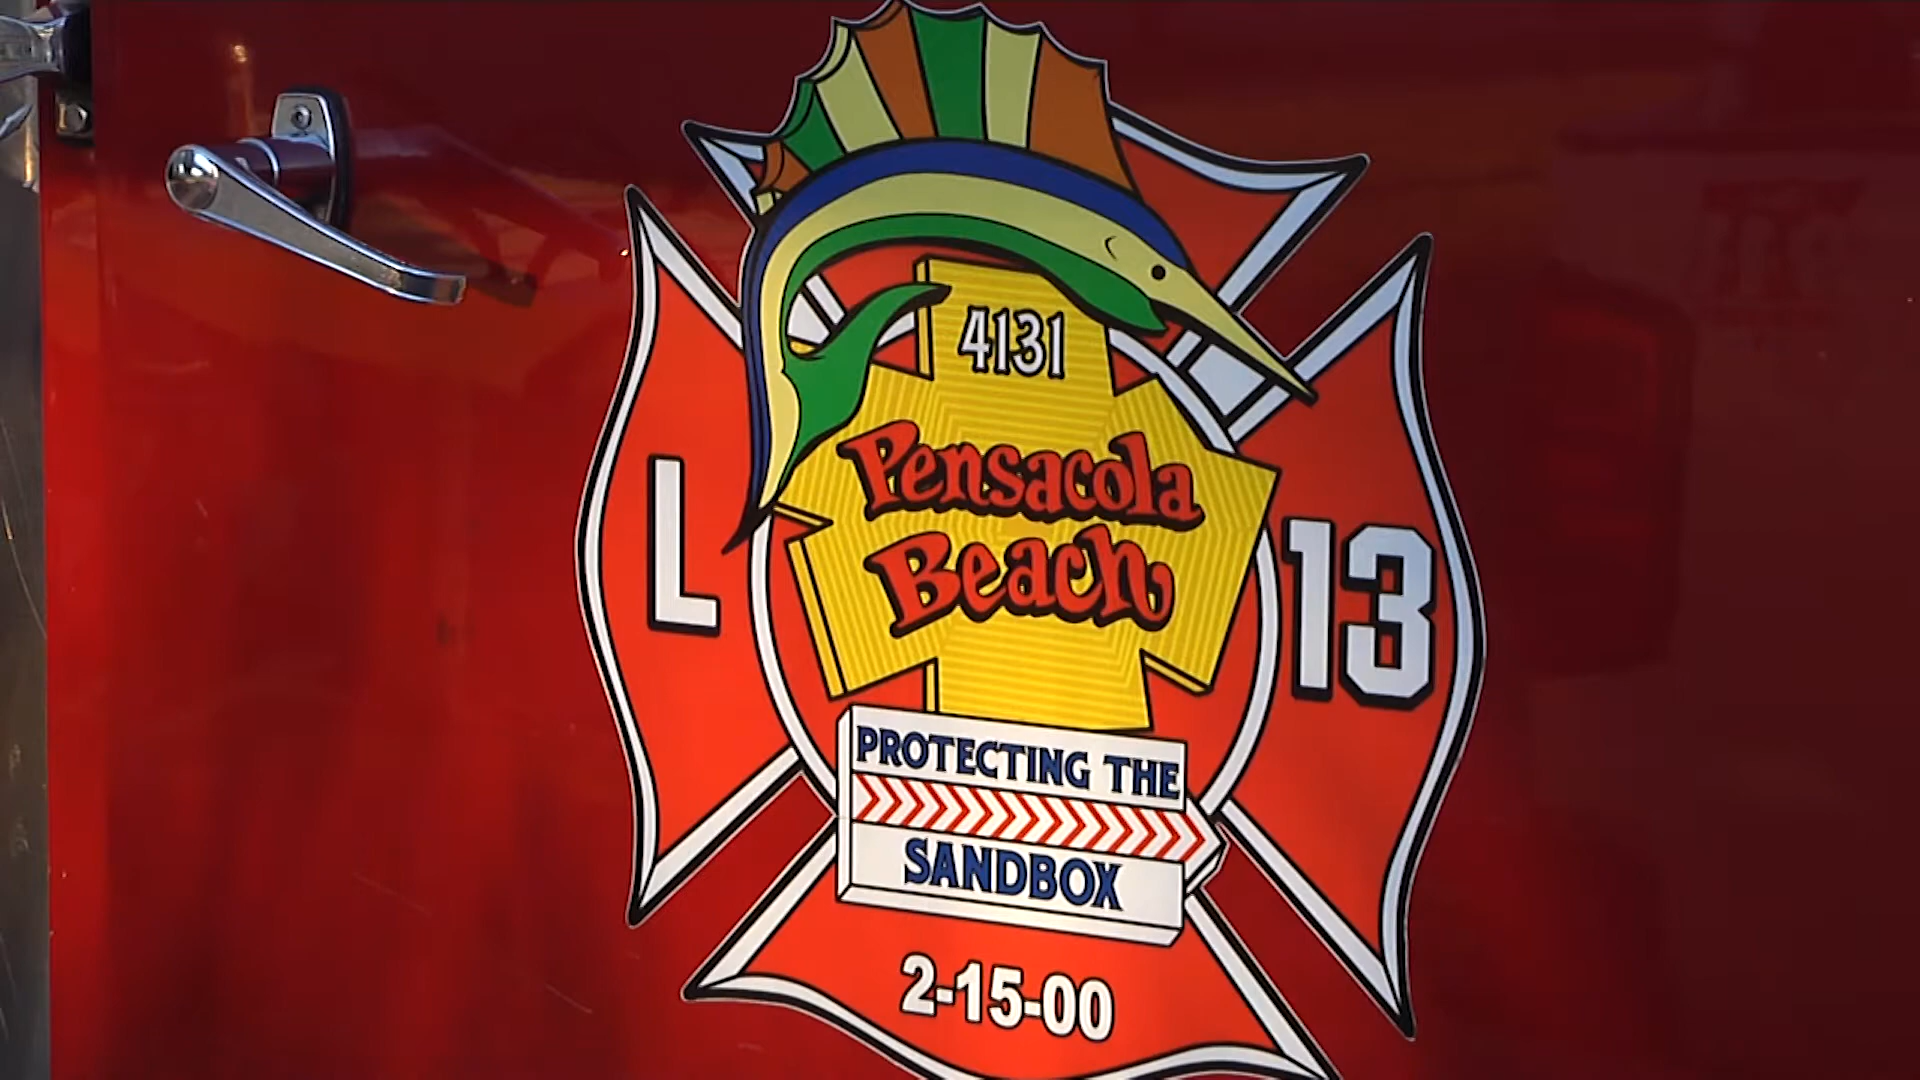 4131
Pensacola
Beach
L
13
PROTECTING THE
SANDBOX
2-15-00